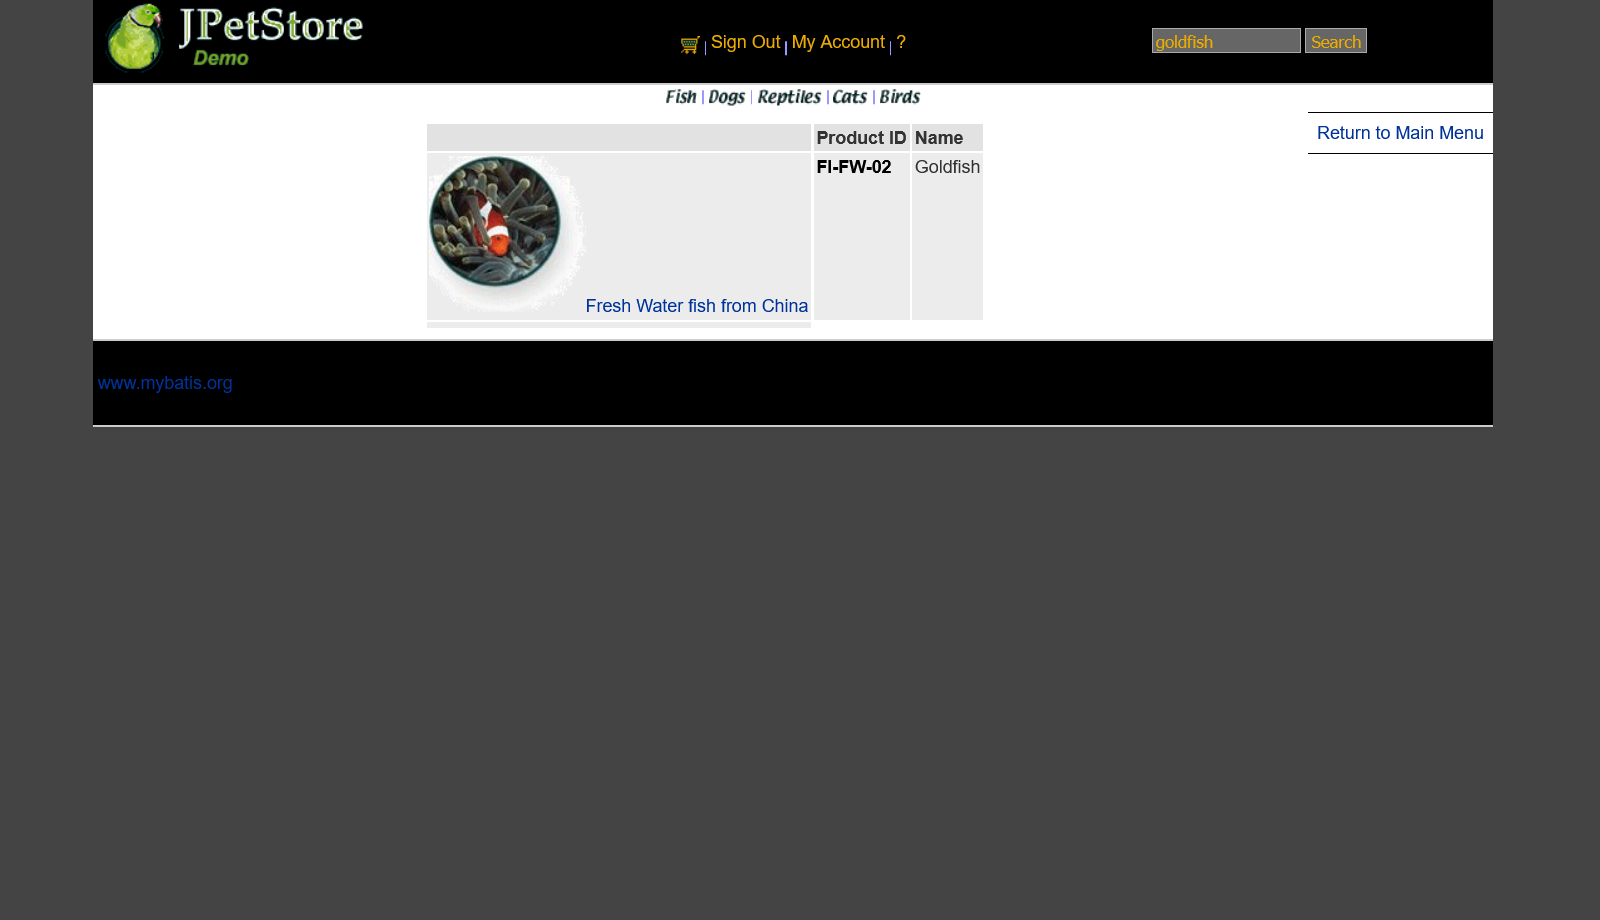 JPetStore
Demo
Sign Out My Account ?
goldfish Search
Fish Dogs Reptiles Cats Birds
Return to Main Menu
Product ID Name
Fresh Water fish from China FI-FW-02 Goldfish
www.mybatis.org